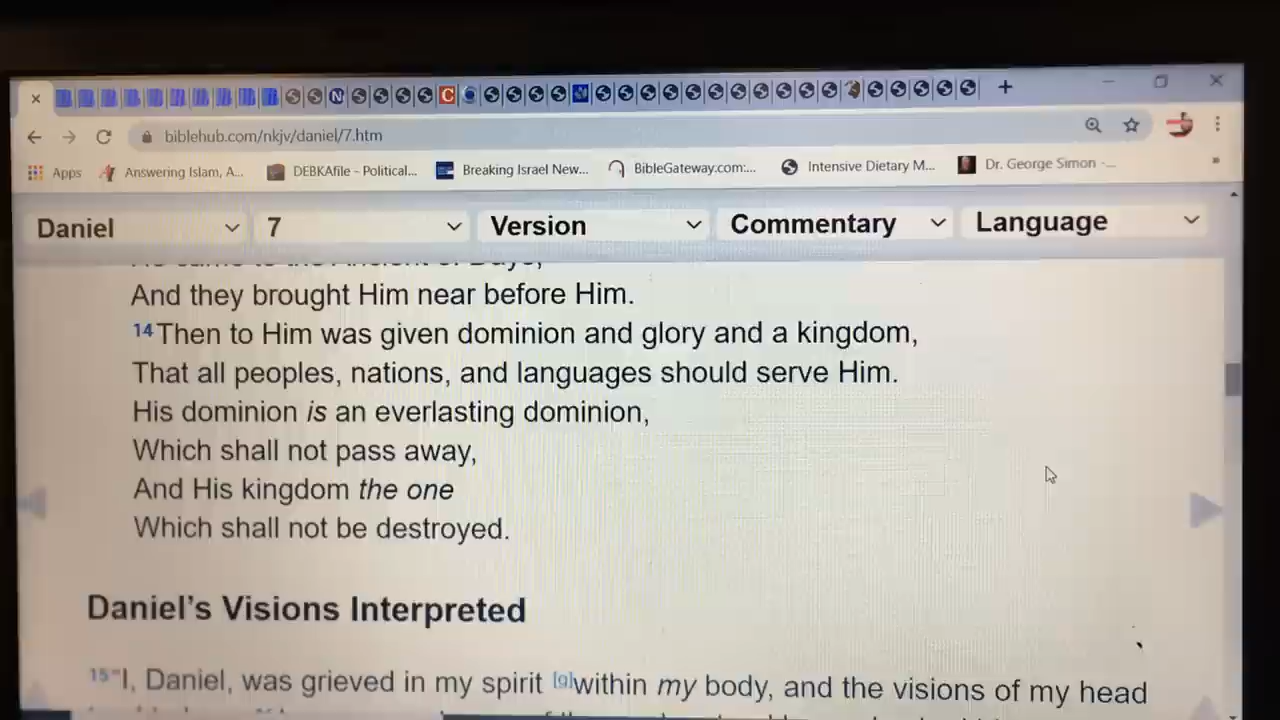 biblehub.com/nkjv/daniel/7.htm
Apps Answering Islam, A... DEBKAfile - Political... Breaking Israel New... BibleGateway.com:... Intensive Dietary M... Dr. George Simon -... »
Daniel 7 Version Commentary Language
And they brought Him near before Him.
14Then to Him was given dominion and glory and a kingdom,
That all peoples, nations, and languages should serve Him.
His dominion is an everlasting dominion,
Which shall not pass away,
And His kingdom the one
Which shall not be destroyed.
Daniel's Visions Interpreted
15"I, Daniel, was grieved in my spirit [g]within my body, and the visions of my head